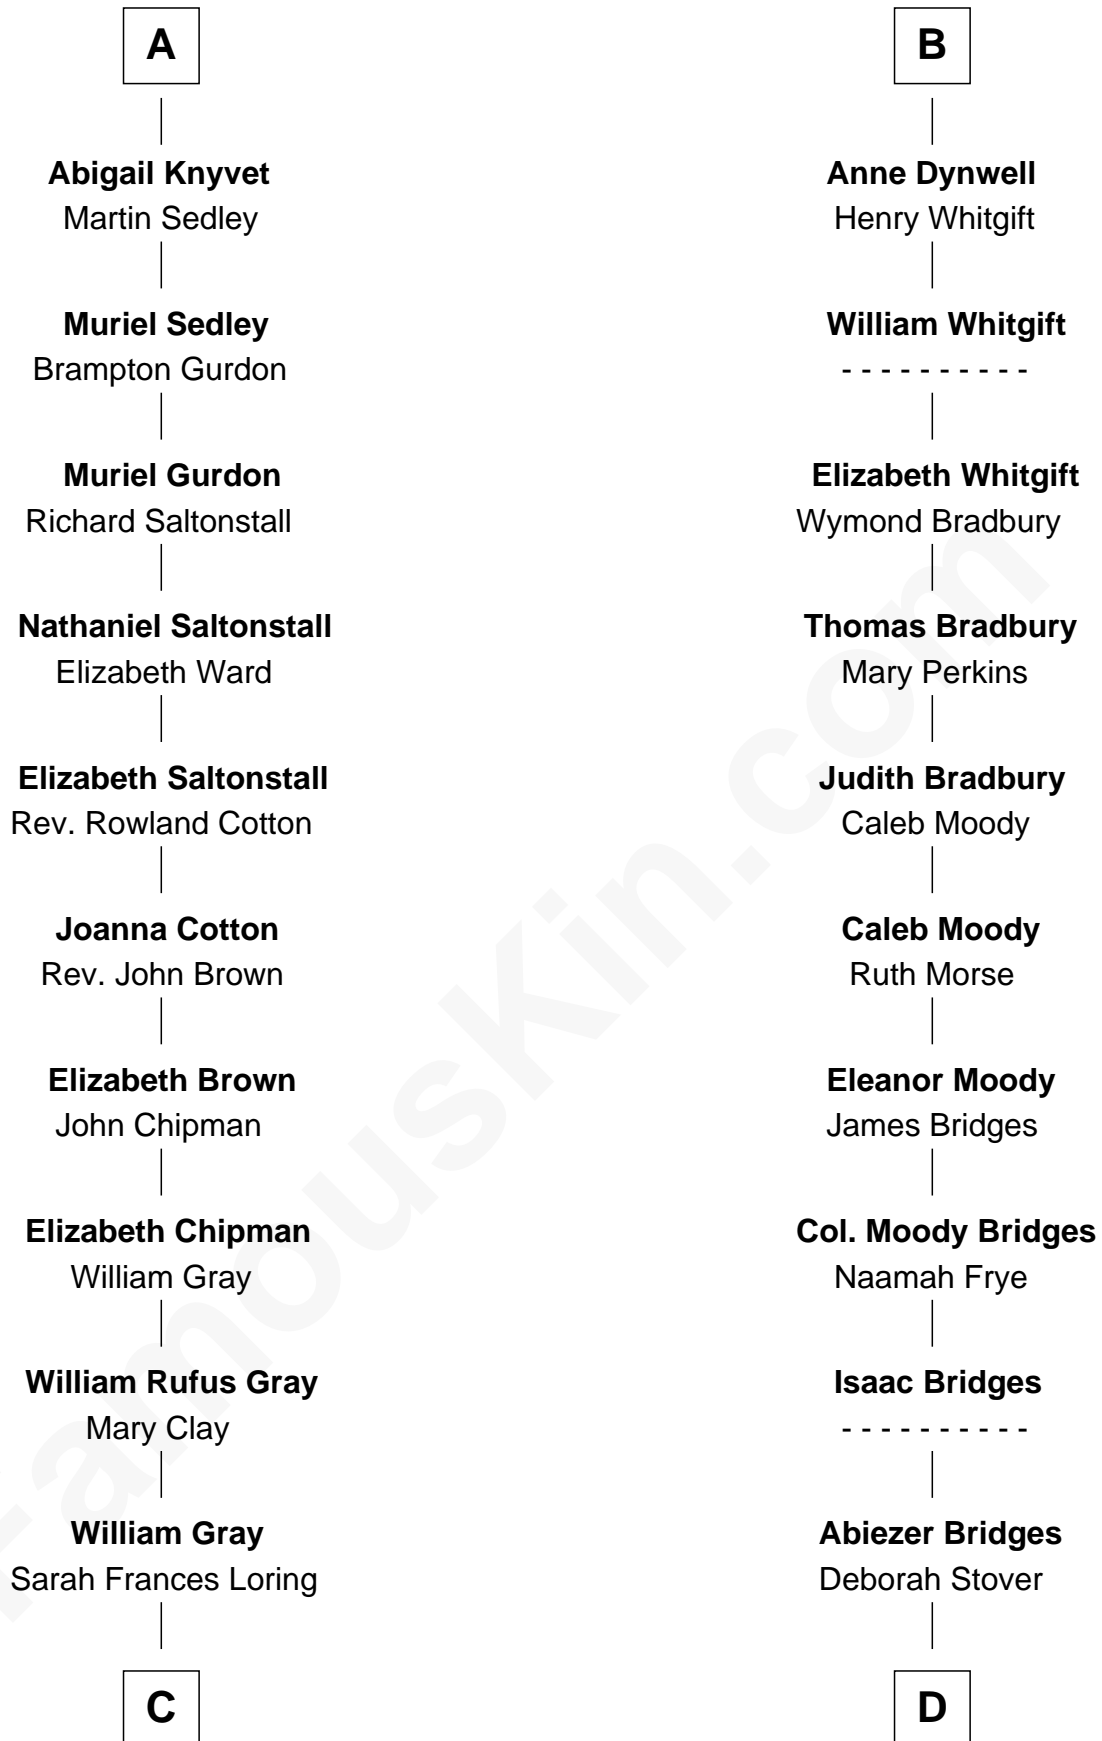 A
Abigail Knyvet
Martin Sedley
Muriel Sedley
Brampton Gurdon
Muriel Gurdon
Richard Saltonstall
Nathaniel Saltonstall
Elizabeth Ward
Elizabeth Saltonstall
Rev. Rowland Cotton
Joanna Cotton
Rev. John Brown
Elizabeth Brown
John Chipman
Elizabeth Chipman
William Gray
William Rufus Gray
Mary Clay
William Gray
Sarah Frances Loring
C
B
Anne Dynwell
Henry Whitgift
William Whitgift
- - - - - - - - - -
Elizabeth Whitgift
Wymond Bradbury
Thomas Bradbury
Mary Perkins
Judith Bradbury
Caleb Moody
Caleb Moody
Ruth Morse
Eleanor Moody
James Bridges
Col. Moody Bridges
Naamah Frye
Isaac Bridges
- - - - - - - - - -
Abiezer Bridges
Deborah Stover
D
FamousKin.com